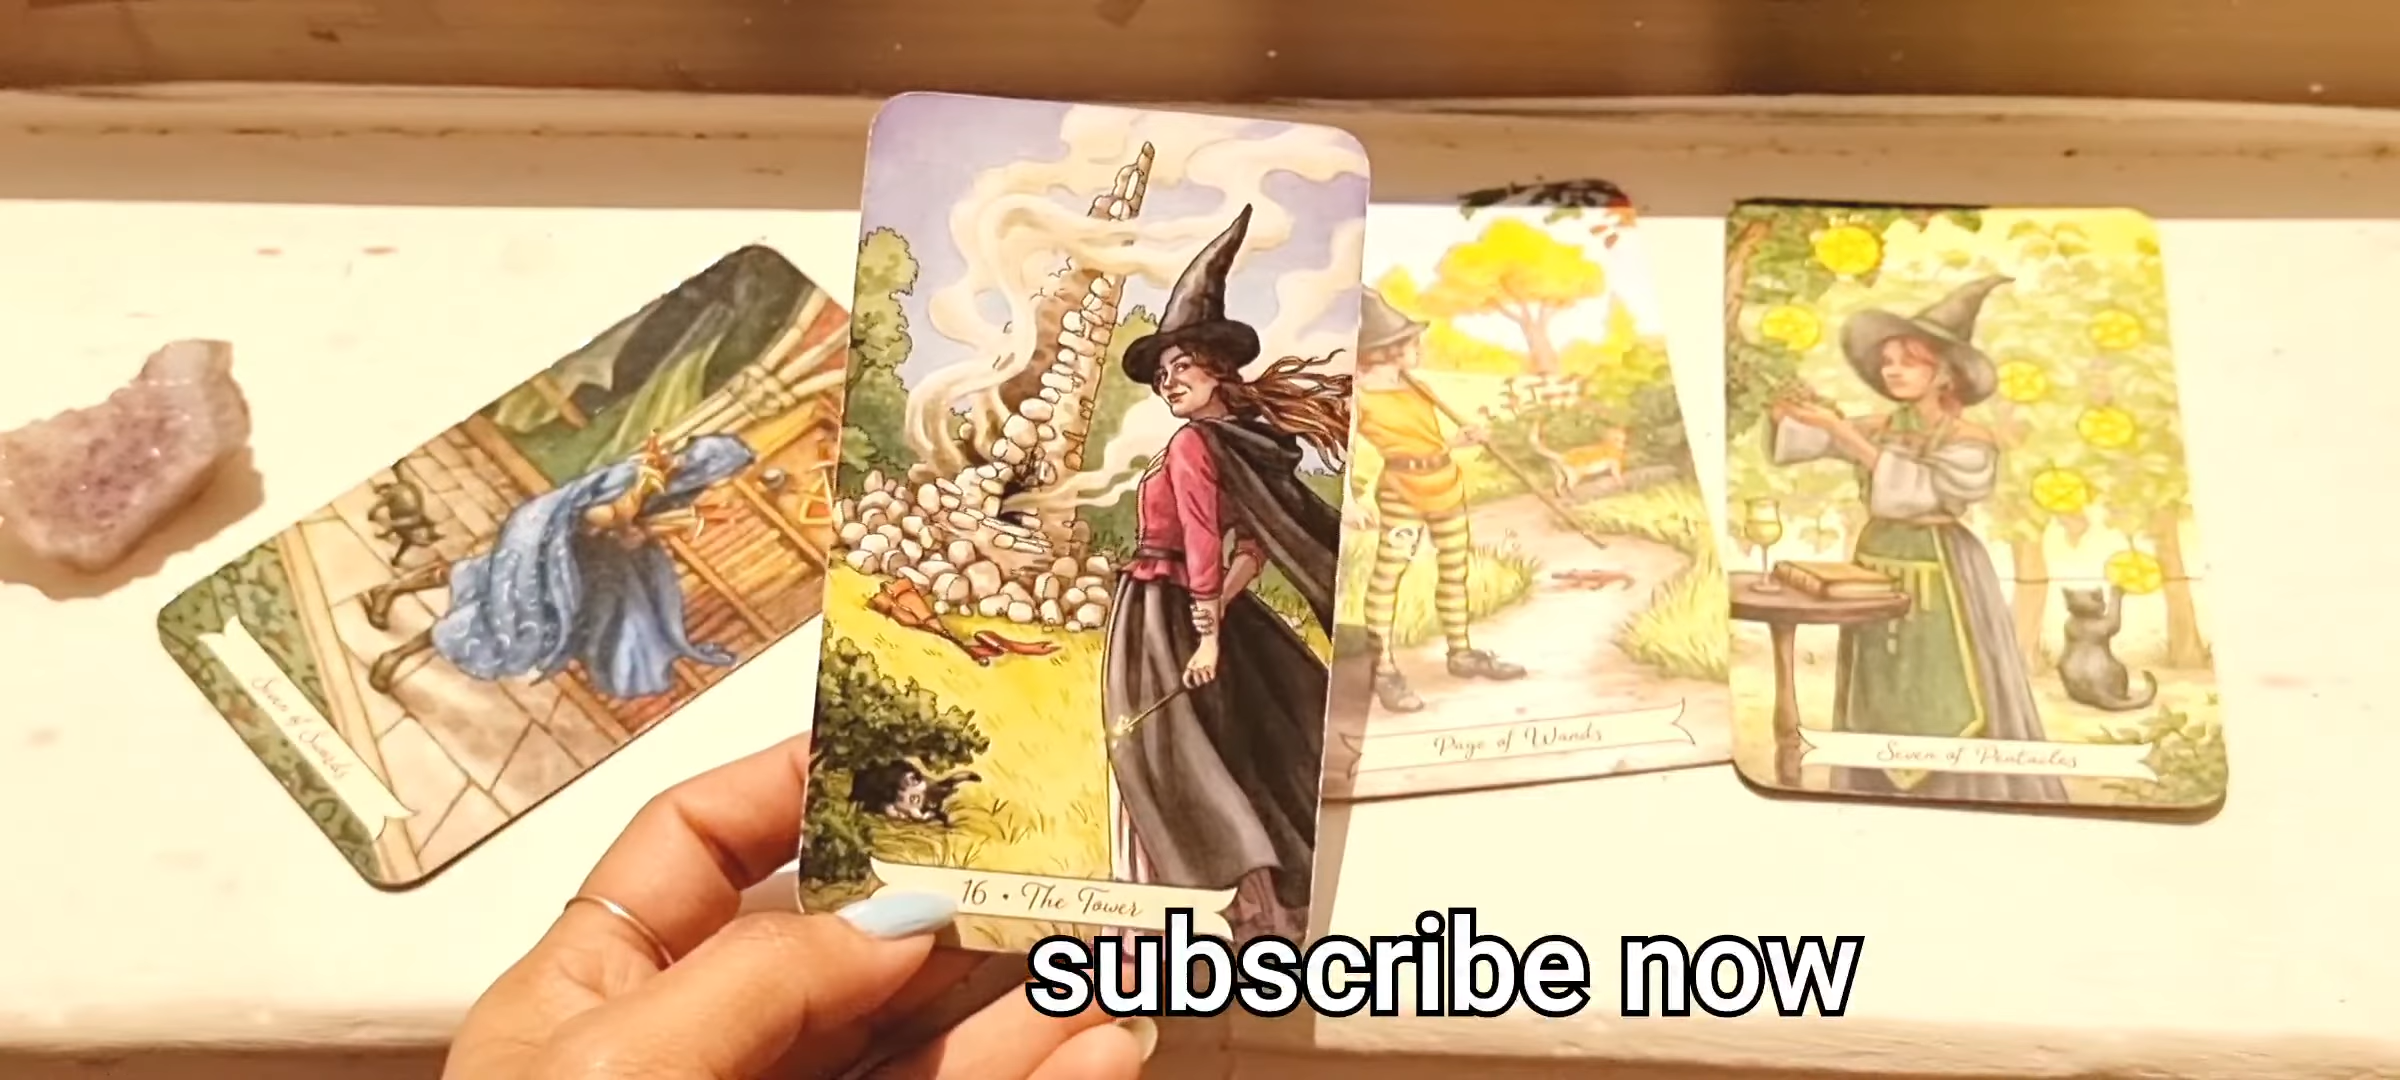 Seven of Swords
16 • The Tower
Page of Wands
Seven of Pentacles
subscribe now